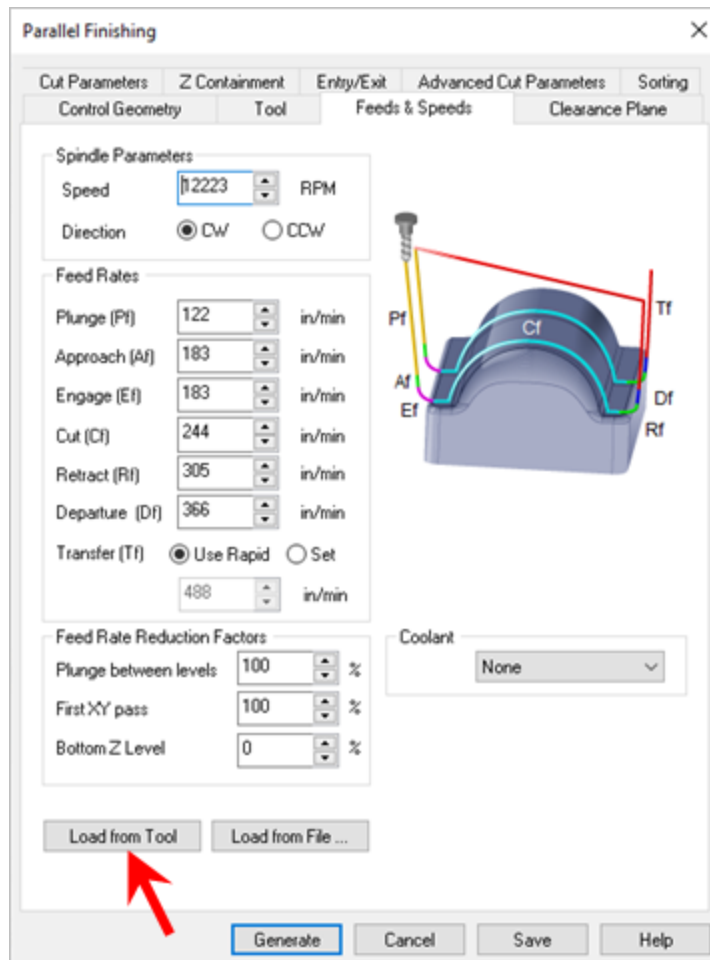 Parallel Finishing
Cut Parameters Z Containment Entry/Exit Advanced Cut Parameters Sorting
Control Geometry Tool Feeds & Speeds Clearance Plane
Spindle Parameters
Speed 12223 RPM
Direction CW CCW
Feed Rates
Plunge (Pf) 122 in/min
Approach (Af) 183 in/min
Engage (Ef) 183 in/min
Cut (Cf) 244 in/min
Retract (Rf) 305 in/min
Departure (Df) 366 in/min
Transfer (Tf) Use Rapid Set
488 in/min
Pf
Cf
Tf
Af
Ef
Df
Rf
Feed Rate Reduction Factors
Plunge between levels 100 %
First XY pass 100 %
Bottom Z Level 0 %
Coolant
None
Load from Tool Load from File ...
Generate Cancel Save Help